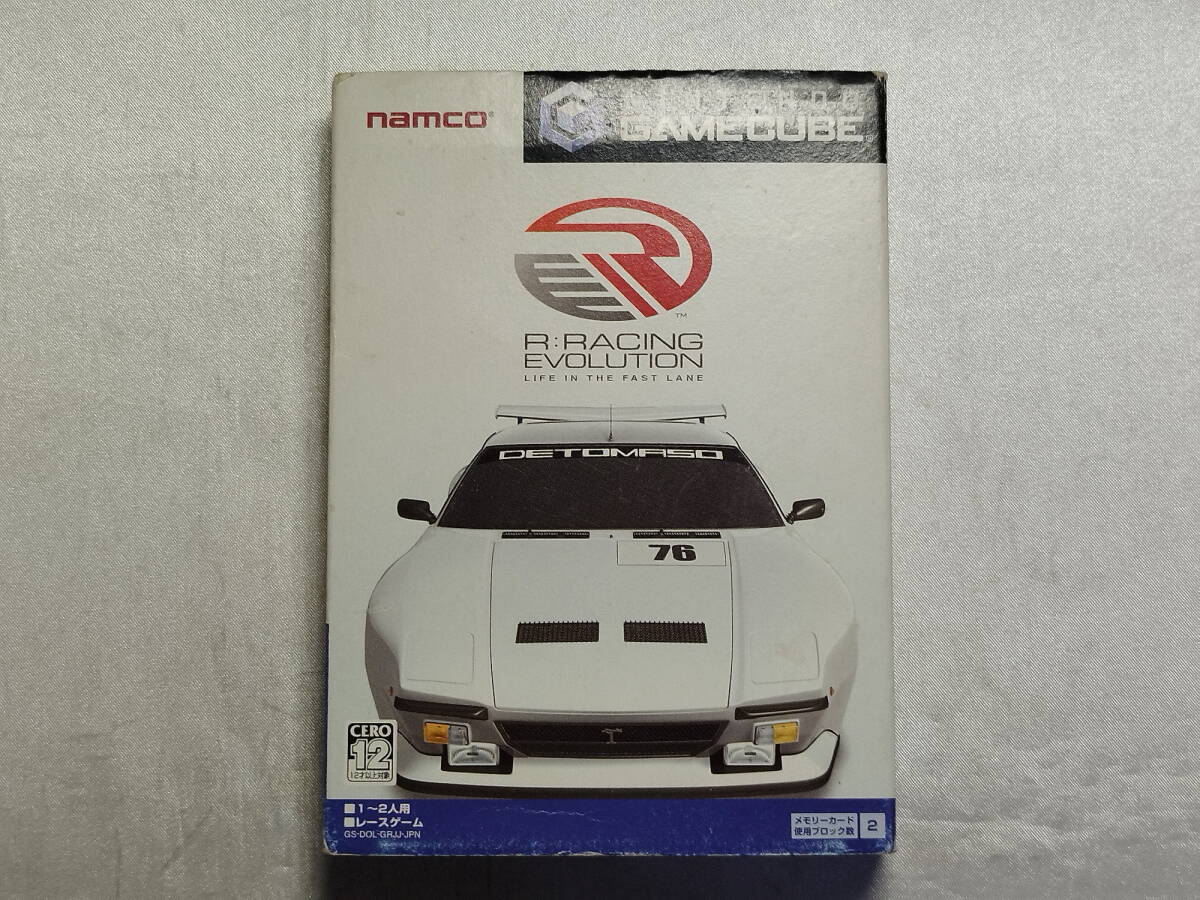 namco®
NINTENDO
GAMECUBE
R:RACING
EVOLUTION
™
LIFE IN THE FAST LANE
DETOMASO
76
CERO
12
12才以上対象
■1〜2人用
■レースゲーム
GS-DOL-GRJJ-JPN
メモリーカード
使用ブロック数
2